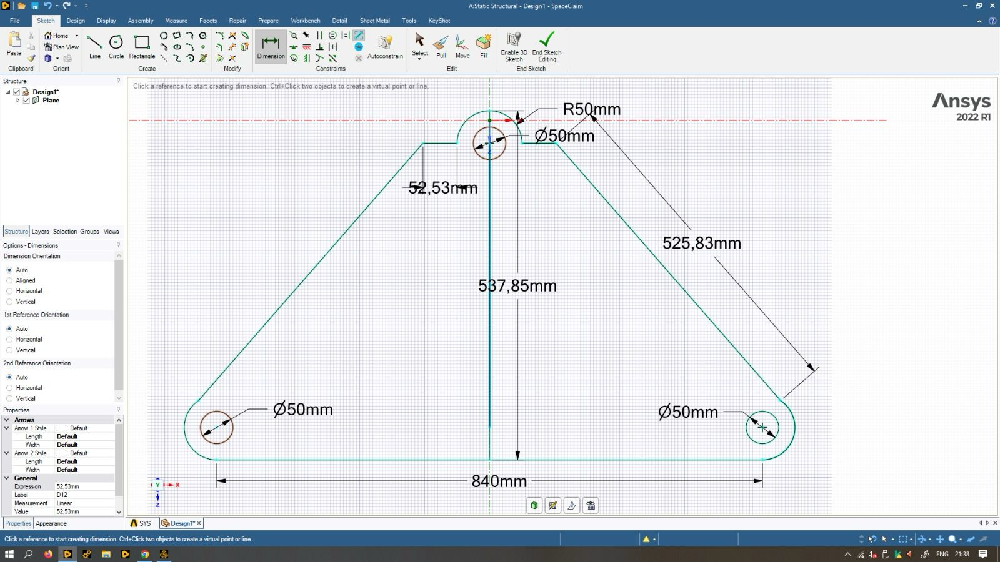 A:Static Structural - Design1 - SpaceClaim
File Sketch Design Display Assembly Measure Facets Repair Prepare Workbench Detail Sheet Metal Tools KeyShot
Paste Home Plan View Line Circle Rectangle Dimension Autoconstrain Select Pull Move Fill Enable 3D Sketch End Sketch Editing
Clipboard Orient Create Modify Constraints Edit End Sketch
Structure
Design1*
Plane
Structure Layers Selection Groups Views
Options - Dimensions
Dimension Orientation
Auto
Aligned
Horizontal
Vertical
1st Reference Orientation
Auto
Horizontal
Vertical
2nd Reference Orientation
Auto
Horizontal
Vertical
Properties
Arrows
Arrow 1 Style Default
Length Default
Width Default
Arrow 2 Style Default
Length Default
Width Default
General
Expression 52.53mm
Label D12
Measurement Linear
Value 52.53mm
Properties Appearance
Click a reference to start creating dimension. Ctrl+Click two objects to create a virtual point or line.
Ansys
2022 R1
R50mm
Ø50mm
52,53mm
525,83mm
537,85mm
Ø50mm
Ø50mm
840mm
Z
Y X
Z
SYS Design1*
Click a reference to start creating dimension. Ctrl+Click two objects to create a virtual point or line.
ENG 21:38